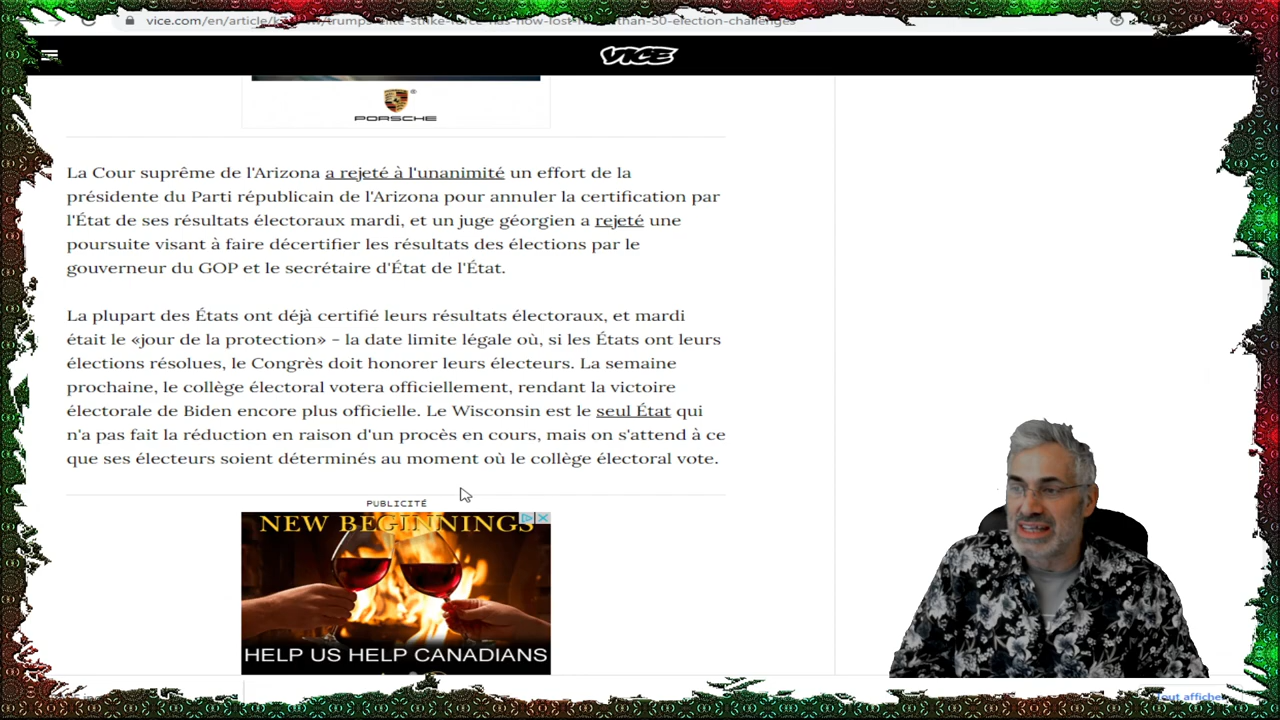 VICE
PORSCHE
La Cour suprême de l'Arizona a rejeté à l'unanimité un effort de la
présidente du Parti républicain de l'Arizona pour annuler la certification par
l'État de ses résultats électoraux mardi, et un juge géorgien a rejeté une
poursuite visant à faire décertifier les résultats des élections par le
gouverneur du GOP et le secrétaire d'État de l'État.
La plupart des États ont déjà certifié leurs résultats électoraux, et mardi
était le «jour de la protection» - la date limite légale où, si les États ont leurs
élections résolues, le Congrès doit honorer leurs électeurs. La semaine
prochaine, le collège électoral votera officiellement, rendant la victoire
électorale de Biden encore plus officielle. Le Wisconsin est le seul État qui
n'a pas fait la réduction en raison d'un procès en cours, mais on s'attend à ce
que ses électeurs soient déterminés au moment où le collège électoral vote.
PUBLICITÉ
NEW BEGINNINGS
HELP US HELP CANADIANS